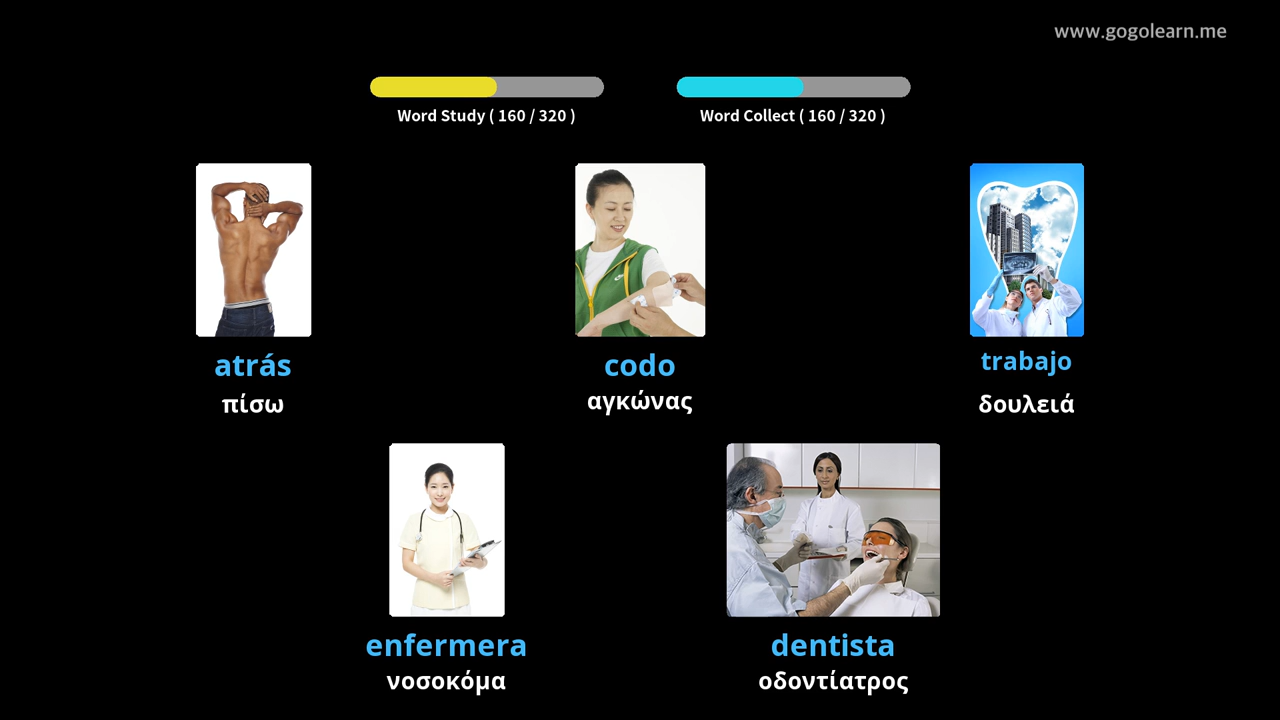 www.gogolearn.me
Word Study ( 160 / 320 )
Word Collect ( 160 / 320 )
atrás
πίσω
codo
αγκώνας
trabajo
δουλειά
enfermera
νοσοκόμα
dentista
οδοντίατρος